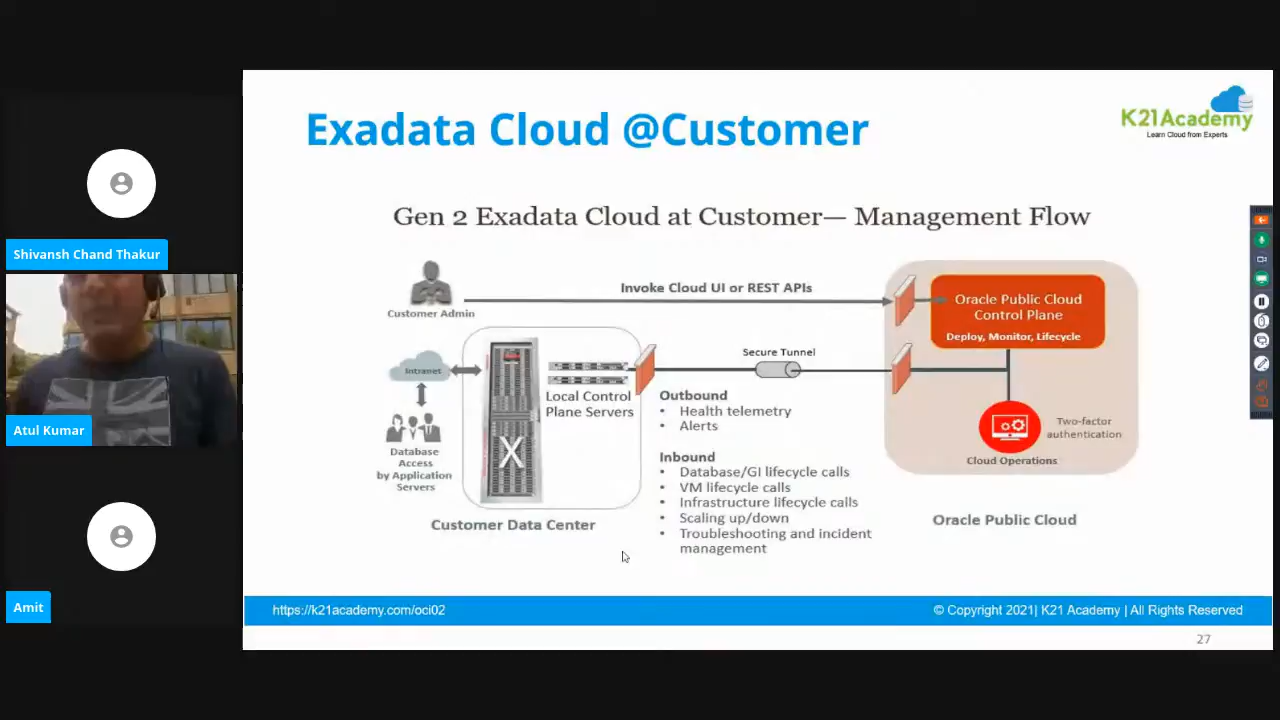 Exadata Cloud @Customer
K21Academy
Learn Cloud from Experts
Gen 2 Exadata Cloud at Customer— Management Flow
Customer Admin
Invoke Cloud UI or REST APIs
Oracle Public Cloud
Control Plane
Deploy, Monitor, Lifecycle
Intranet
Local Control
Plane Servers
X
Database
Access
by Application
Servers
Customer Data Center
Secure Tunnel
Outbound
• Health telemetry
• Alerts
Inbound
• Database/GI lifecycle calls
• VM lifecycle calls
• Infrastructure lifecycle calls
• Scaling up/down
• Troubleshooting and incident
management
Two-factor
authentication
Cloud Operations
Oracle Public Cloud
https://k21academy.com/oci02
© Copyright 2021| K21 Academy | All Rights Reserved
27
Shivansh Chand Thakur
Atul Kumar
Amit